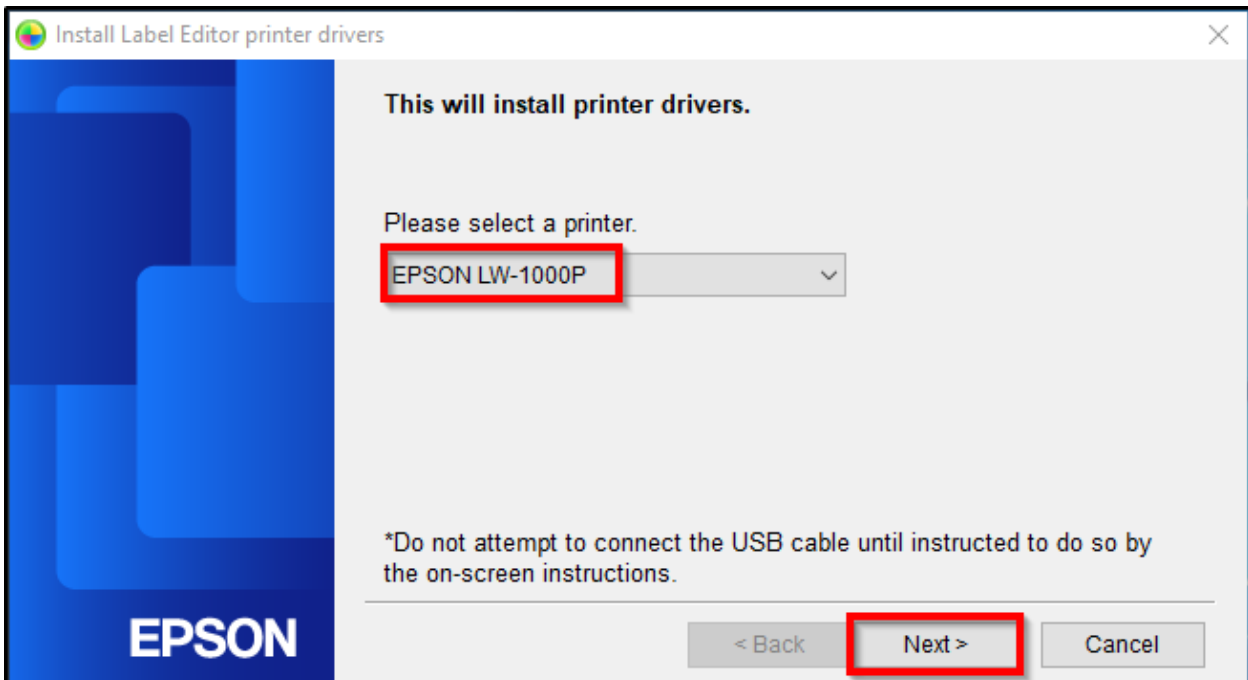 Install Label Editor printer drivers
This will install printer drivers.
Please select a printer.
EPSON LW-1000P
*Do not attempt to connect the USB cable until instructed to do so by
the on-screen instructions.
EPSON
< Back
Next >
Cancel